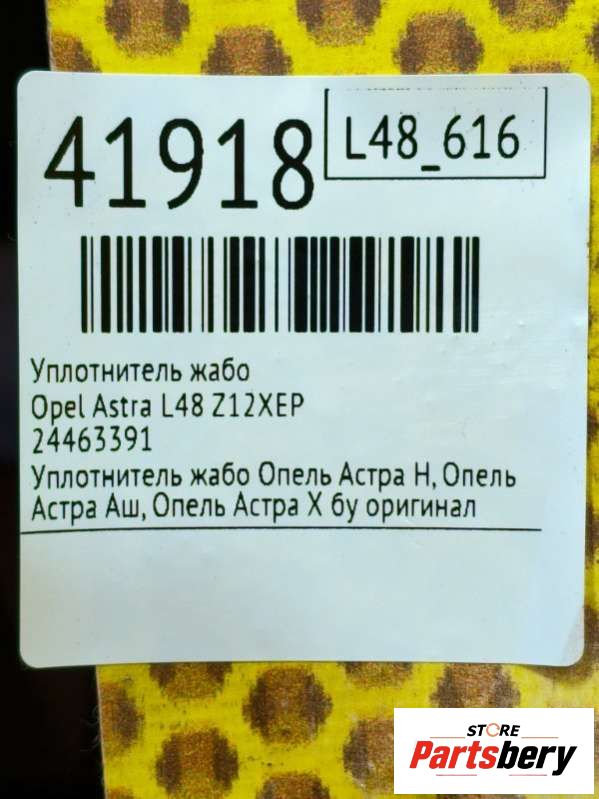 41918
L48_616
Уплотнитель жабо
Opel Astra L48 Z12XEP
24463391
Уплотнитель жабо Опель Астра Н, Опель
Астра Аш, Опель Астра Х бу оригинал
STORE
Partsbery